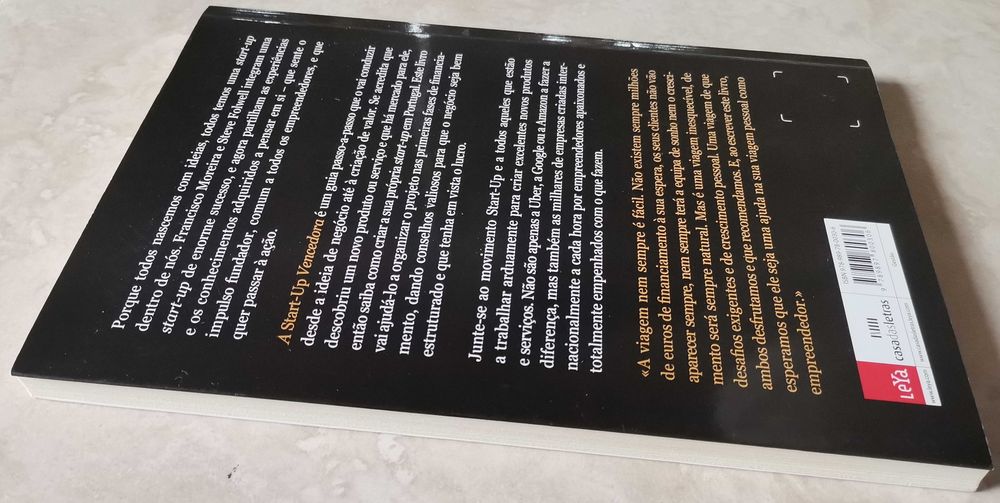 Porque todos nascemos com ideias, todos temos uma start-up
dentro de nós, Francisco Moreira e Steve Folwell integram uma
start-up de enorme sucesso, e agora partilham as experiências
e os conhecimentos adquiridos a pensar em si – que sente o
impulso fundador, comum a todos os empreendedores, e que
quer passar à ação.
A Start-Up Vencedora é um guia passo-a-passo que o vai conduzir
desde a ideia de negócio até à criação de valor. Se acredita que
descobriu um novo produto ou serviço e que há mercado para ele,
então saiba como criar a sua própria start-up em Portugal. Este livro
vai ajudá-lo a organizar o projeto nas primeiras fases de financia-
mento, dando conselhos valiosos para que o negócio seja bem
estruturado e que tenha em vista o lucro.
Junte-se ao movimento Start-Up e a todos aqueles que estão
a trabalhar arduamente para criar excelentes novos produtos
e serviços. Não são apenas a Uber, a Google ou a Amazon a fazer a
diferença, mas também as milhares de empresas criadas inter-
nacionalmente a cada hora por empreendedores apaixonados e
totalmente empenhados com o que fazem.
«A viagem nem sempre é fácil. Não existem sempre milhões
de euros de financiamento à sua espera, os seus clientes não vão
aparecer sempre, nem sempre terá a equipa de sonho nem o cresci-
mento será sempre natural. Mas é uma viagem inesquecível, de
desafios exigentes e de crescimento pessoal. Uma viagem de que
ambos desfrutamos e que recomendamos. E, ao escrever este livro,
esperamos que ele seja uma ajuda na sua viagem pessoal como
empreendedor.»
LeYa
casadasletras
www.leya.com
www.casadasletras.leya.com